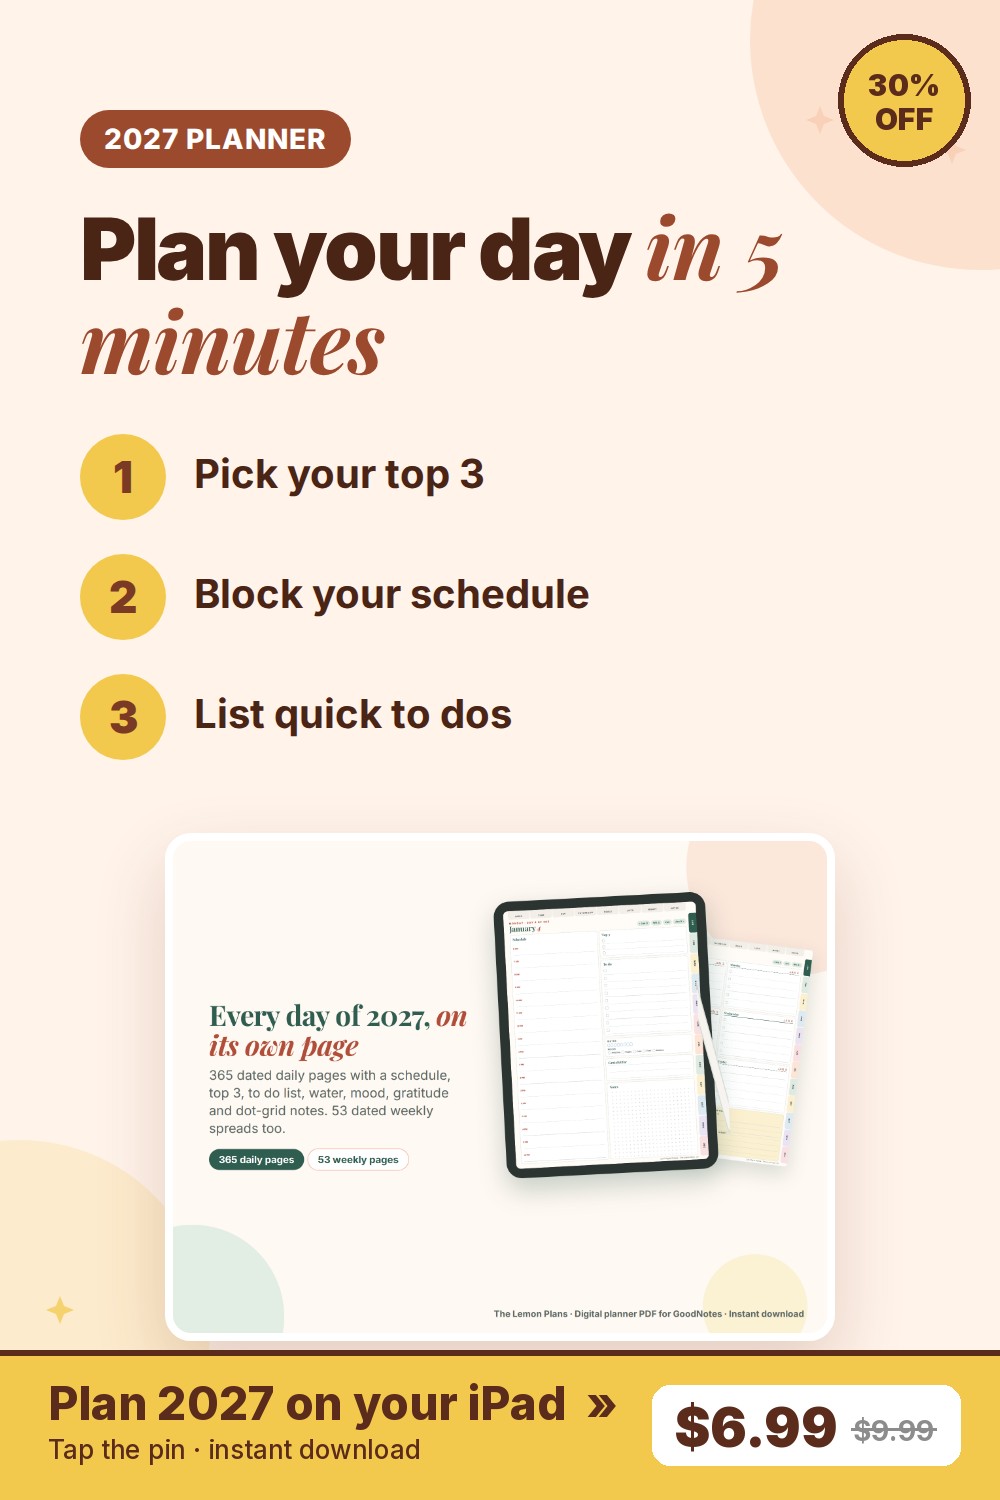 30%
OFF
2027 PLANNER
Plan your day in 5
minutes
1 Pick your top 3
2 Block your schedule
3 List quick to dos
Every day of 2027, on
its own page
365 dated daily pages with a schedule,
top 3, to do list, water, mood, gratitude
and dot-grid notes. 53 dated weekly
spreads too.
365 daily pages 53 weekly pages
January 4
Schedule
The Lemon Plans · Digital planner PDF for GoodNotes · Instant download
Plan 2027 on your iPad »
Tap the pin · instant download
$6.99 $9.99